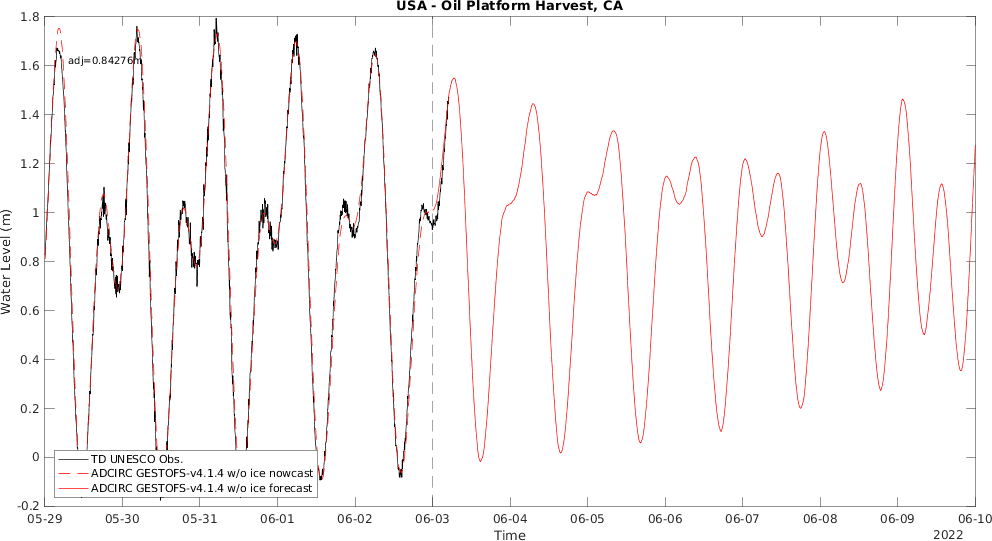 USA - Oil Platform Harvest, CA
1.8
1.6
1.4
1.2
1
0.8
0.6
0.4
0.2
0
-0.2
Water Level (m)
adj=0.84276m
TD UNESCO Obs.
ADCIRC GESTOFS-v4.1.4 w/o ice nowcast
ADCIRC GESTOFS-v4.1.4 w/o ice forecast
05-29 05-30 05-31 06-01 06-02 06-03 06-04 06-05 06-06 06-07 06-08 06-09 06-10
Time
2022